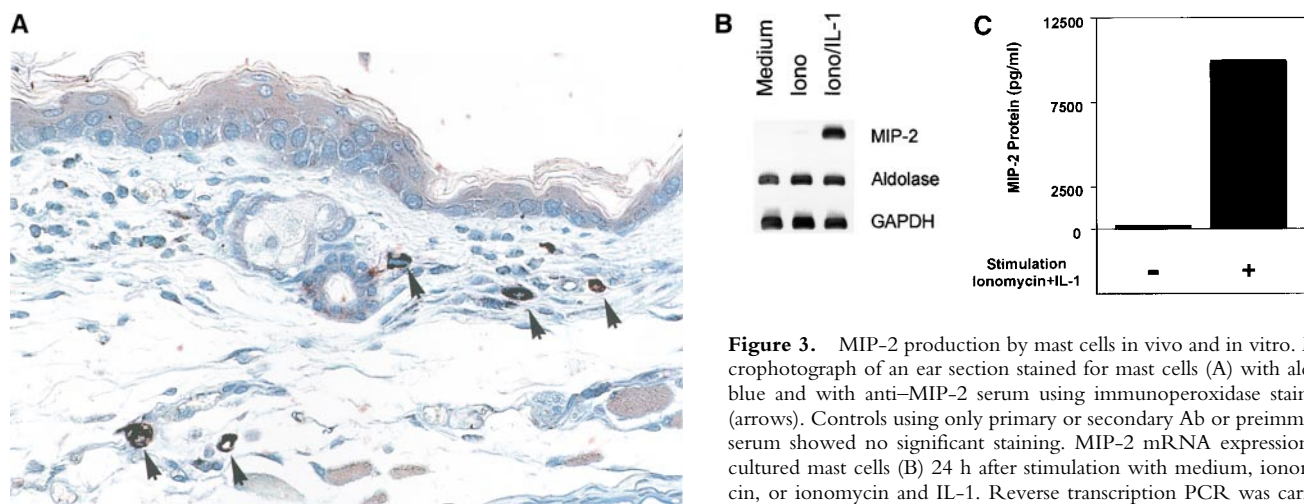 A
B
Medium
Iono
Iono/IL-1
MIP-2
Aldolase
GAPDH
C
MIP-2 Protein (pg/ml)
12500
7500
2500
0
Stimulation
Ionomycin+IL-1
-
+
Figure 3. MIP-2 production by mast cells in vivo and in vitro.
crophotograph of an ear section stained for mast cells (A) with
blue and with anti–MIP-2 serum using immunoperoxidase
(arrows). Controls using only primary or secondary Ab or
serum showed no significant staining. MIP-2 mRNA expression
cultured mast cells (B) 24 h after stimulation with medium,
cin, or ionomycin and IL-1. Reverse transcription PCR was